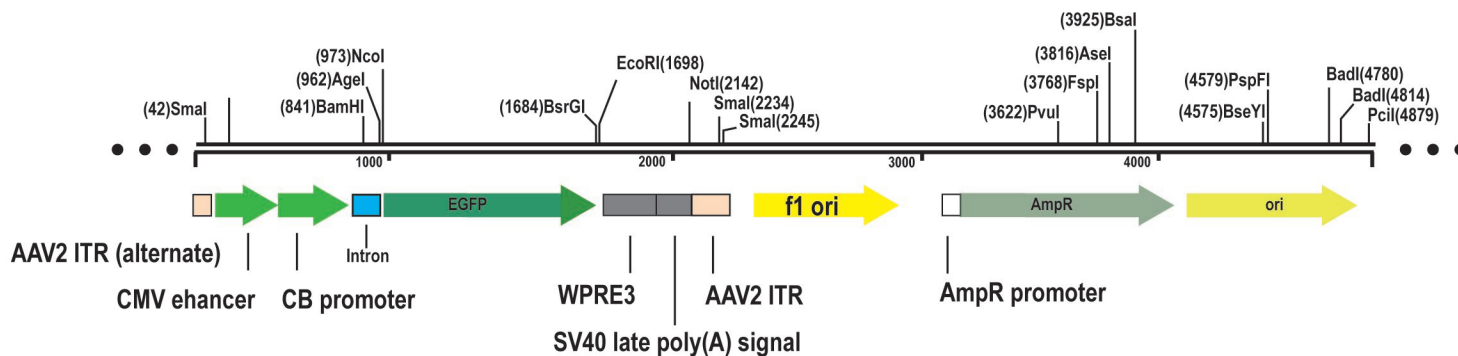 (3925)BsaI
(973)NcoI
(3816)AseI
EcoRI(1698)
(962)AgeI
NotI(2142)
(3768)FspI
(4579)PspFI
BadI(4780)
(42)SmaI
(841)BamHI
(1684)BsrGI
SmaI(2234)
(3622)PvuI
(4575)BseYI
BadI(4814)
SmaI(2245)
PciI(4879)
1000
2000
3000
4000
EGFP
f1 ori
AmpR
ori
AAV2 ITR (alternate)
Intron
CMV ehancer
CB promoter
WPRE3
AAV2 ITR
AmpR promoter
SV40 late poly(A) signal